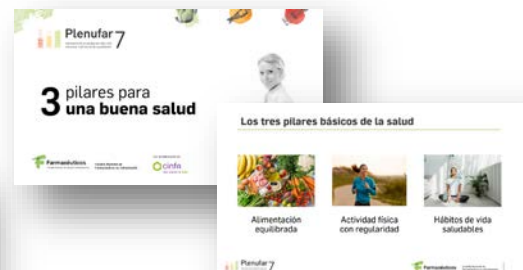 Plenufar 7
3 pilares para
una buena salud
Farmacéuticos
cinfa
Los tres pilares básicos de la salud
Alimentación
equilibrada
Actividad física
con regularidad
Hábitos de vida
saludables
Plenufar 7
Farmacéuticos